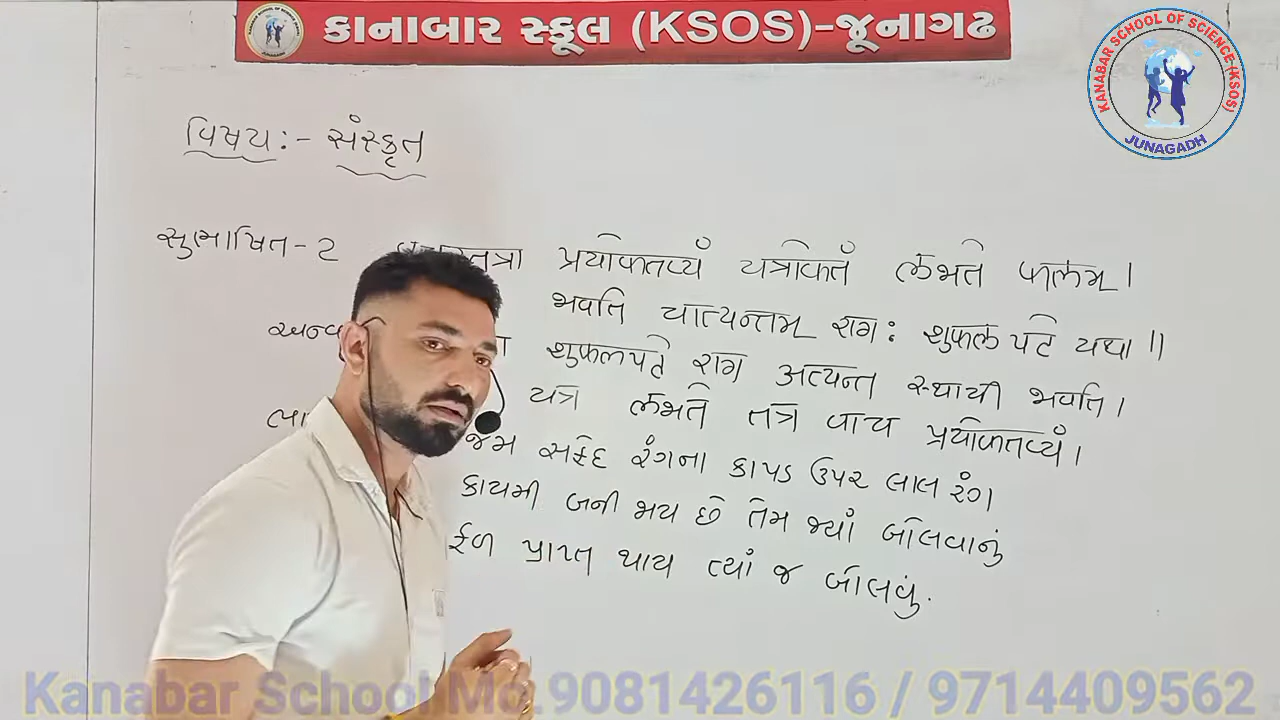 કાનાબાર સ્કૂલ (KSOS)-જૂનાગઢ
KANABAR SCHOOL OF SCIENCE-(KSOS)
JUNAGADH
વિષય:- સંસ્કૃત
સુભાષિત-૨ प्रयोक्तव्यं यत्रोक्तं लभते फलम्।
भवति चात्यन्तम् रागः शुक्ल पटे यथा॥
शुक्लपटे राग अत्यन्त स्थायी भवति।
यत्र लभते तत्र वाच प्रयोक्तव्यं।
જેમ સફેદ રંગના કાપડ ઉપર લાલ રંગ
કાયમી બની જાય છે તેમ જ્યાં બોલવાનું
ફળ પ્રાપ્ત થાય ત્યાં જ બોલવું.
Kanabar School Mo.9081426116 / 9714409562